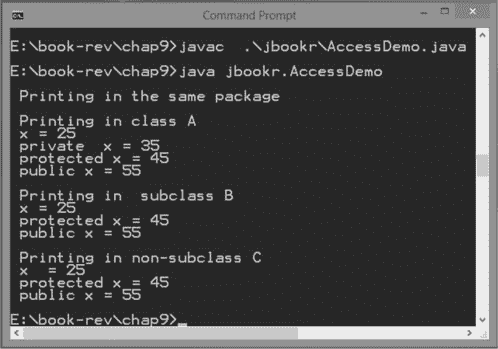 Command Prompt
E:\book-rev\chap9>javac .\jbookr\AccessDemo.java
E:\book-rev\chap9>java jbookr.AccessDemo
Printing in the same package
Printing in class A
x = 25
private x = 35
protected x = 45
public x = 55
Printing in subclass B
x = 25
protected x = 45
public x = 55
Printing in non-subclass C
x = 25
protected x = 45
public x = 55
E:\book-rev\chap9>_